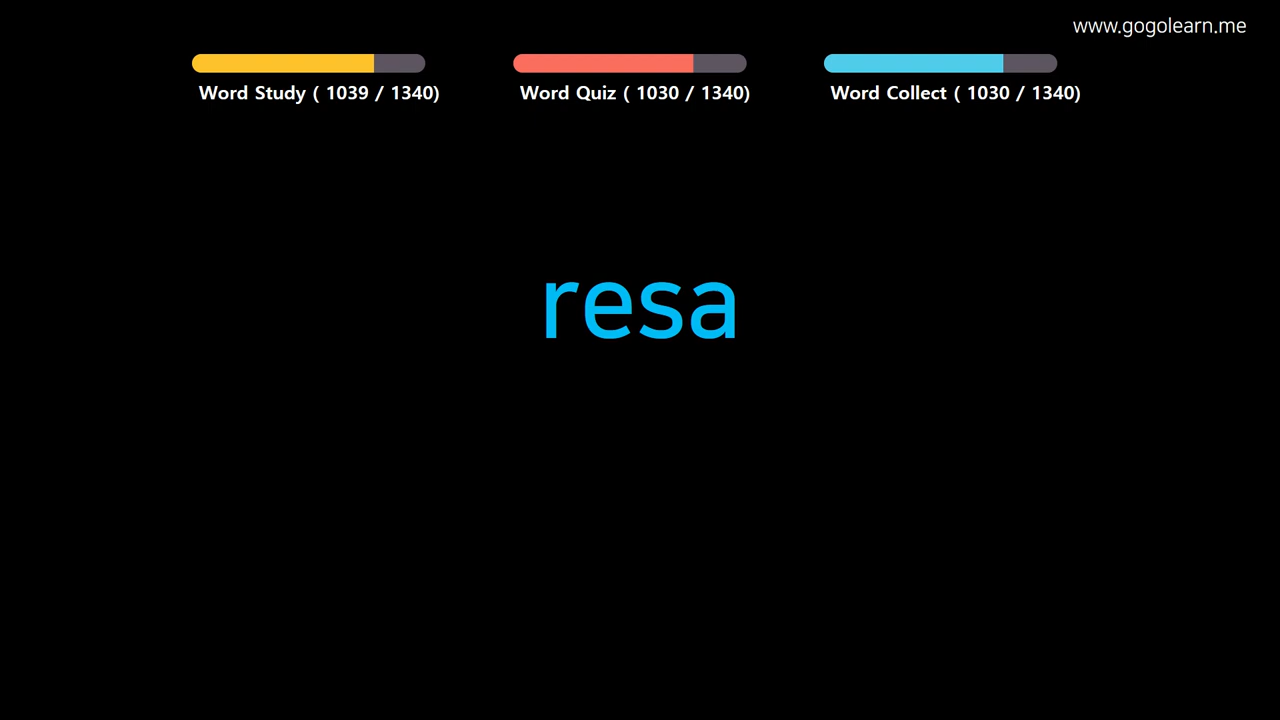 www.gogolearn.me
Word Study ( 1039 / 1340)
Word Quiz ( 1030 / 1340)
Word Collect ( 1030 / 1340)
resa